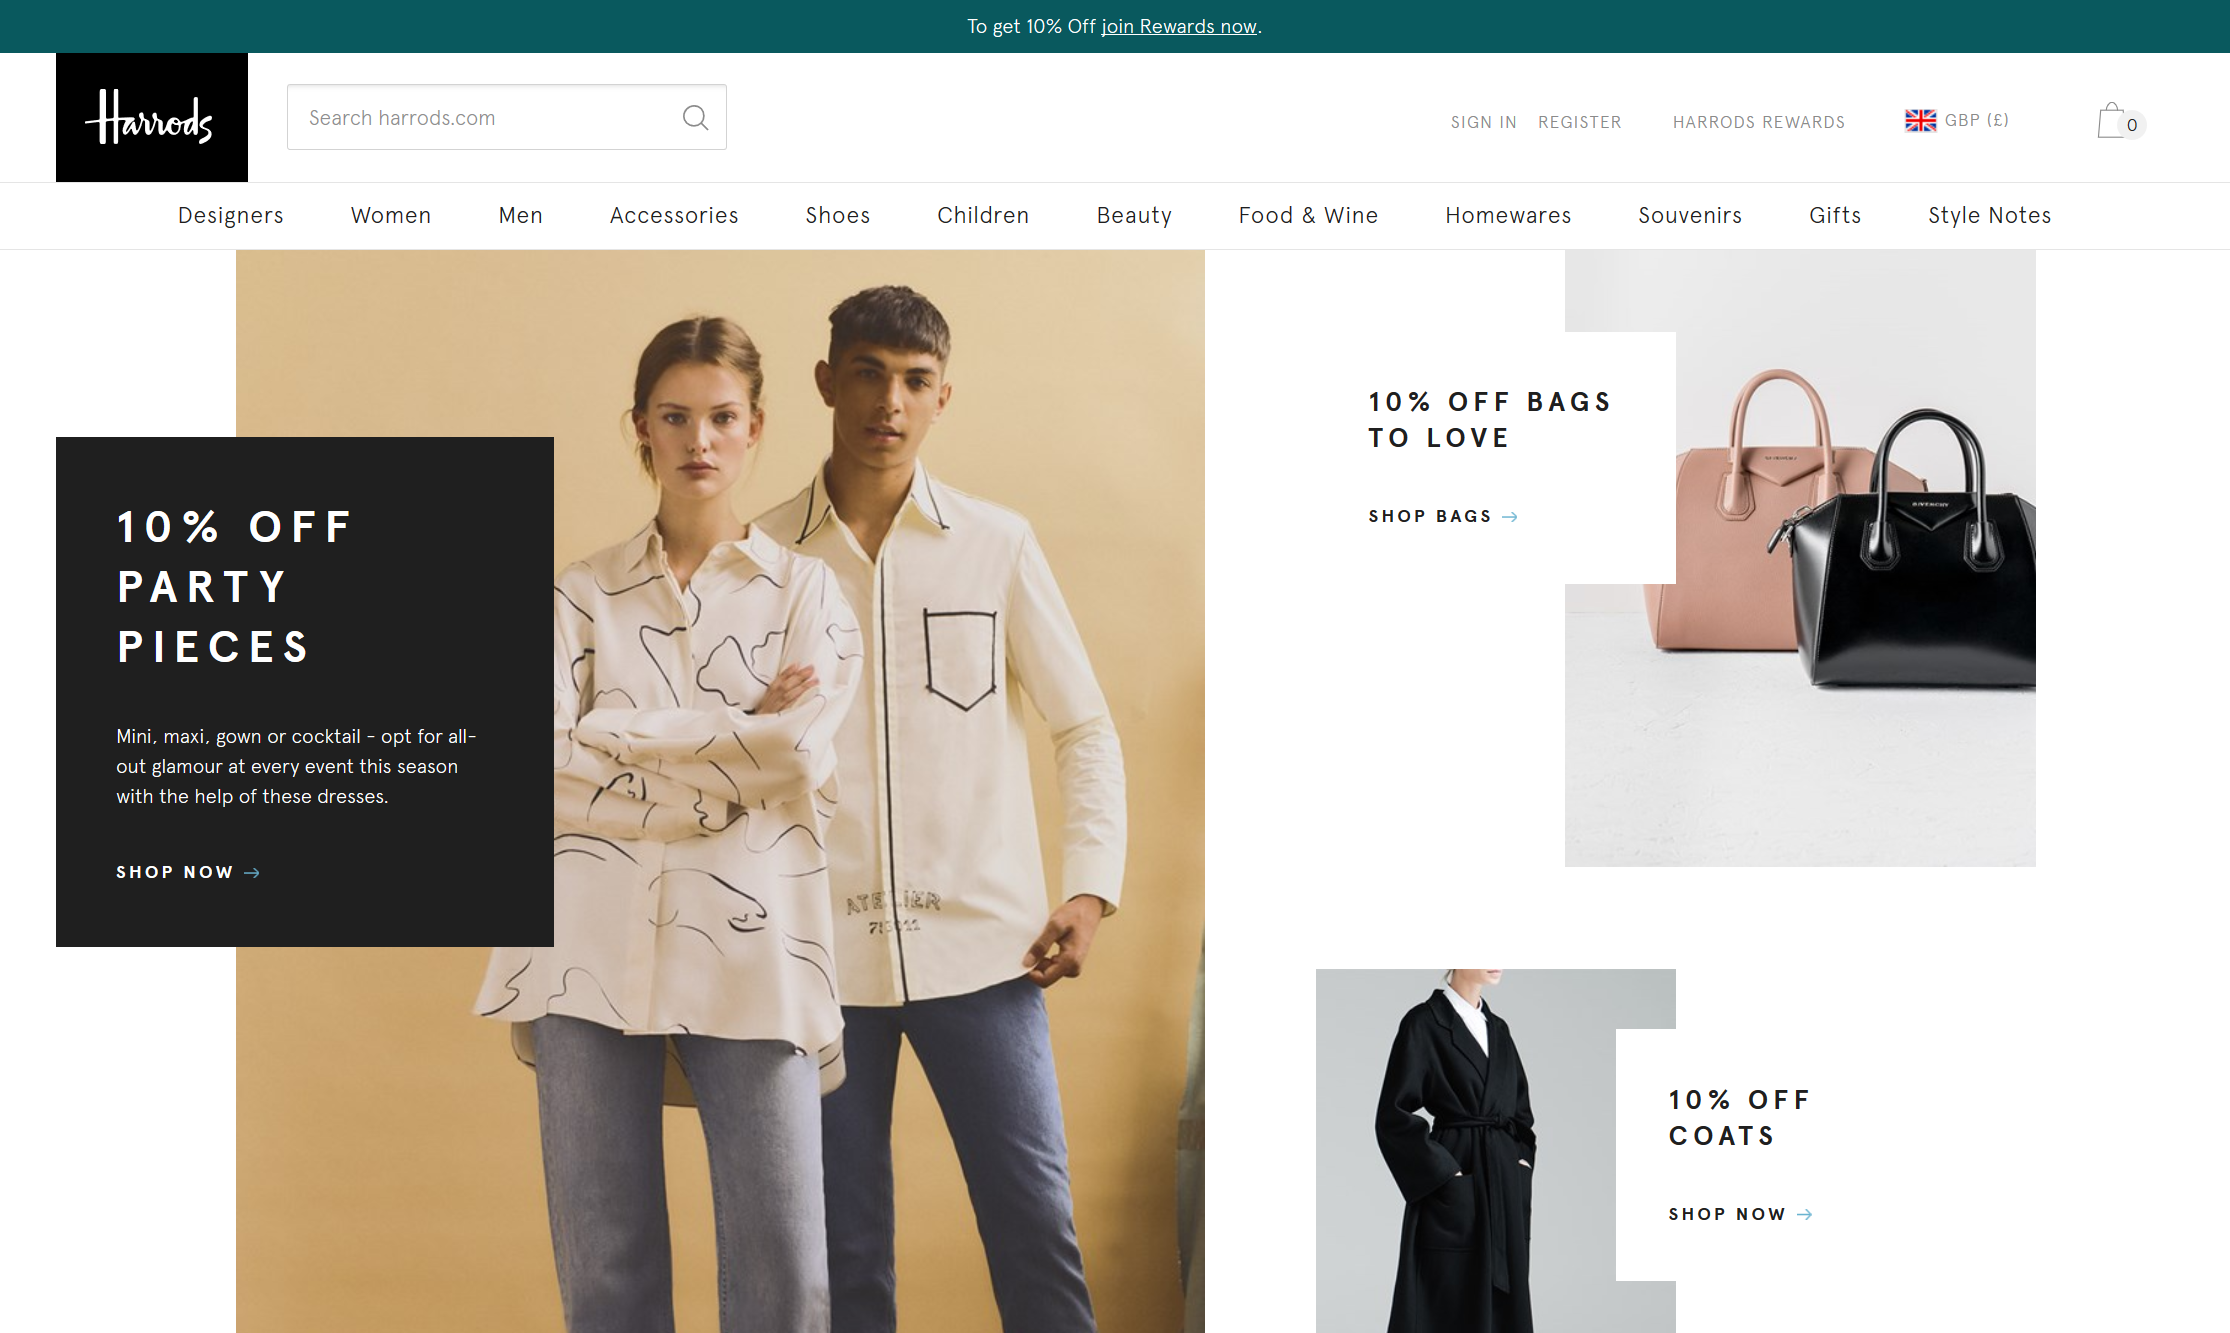 To get 10% Off join Rewards now.
Harrods
Search harrods.com
SIGN IN
REGISTER
HARRODS REWARDS
GBP (£)
0
Designers
Women
Men
Accessories
Shoes
Children
Beauty
Food & Wine
Homewares
Souvenirs
Gifts
Style Notes
10% OFF
PARTY
PIECES
Mini, maxi, gown or cocktail - opt for all-
out glamour at every event this season
with the help of these dresses.
SHOP NOW →
ATELIER
10% OFF BAGS
TO LOVE
SHOP BAGS →
GIVENCHY
10% OFF
COATS
SHOP NOW →